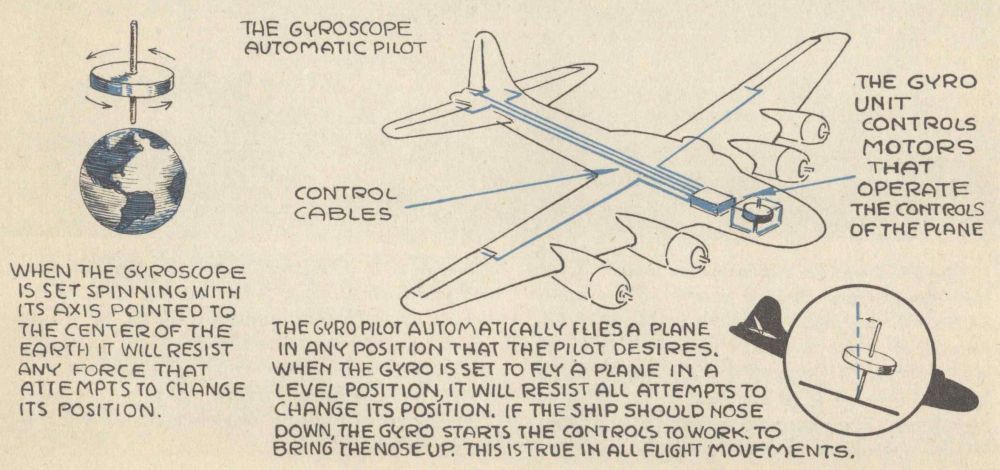 THE GYROSCOPE
AUTOMATIC PILOT
THE GYRO
UNIT
CONTROLS
MOTORS
THAT
OPERATE
THE CONTROLS
OF THE PLANE
CONTROL
CABLES
WHEN THE GYROSCOPE
IS SET SPINNING WITH
ITS AXIS POINTED TO
THE CENTER OF THE
EARTH IT WILL RESIST
ANY FORCE THAT
ATTEMPTS TO CHANGE
ITS POSITION.
THE GYRO PILOT AUTOMATICALLY FLIES A PLANE
IN ANY POSITION THAT THE PILOT DESIRES.
WHEN THE GYRO IS SET TO FLY A PLANE IN A
LEVEL POSITION, IT WILL RESIST ALL ATTEMPTS TO
CHANGE ITS POSITION. IF THE SHIP SHOULD NOSE
DOWN, THE GYRO STARTS THE CONTROLS TO WORK, TO
BRING THE NOSE UP. THIS IS TRUE IN ALL FLIGHT MOVEMENTS.